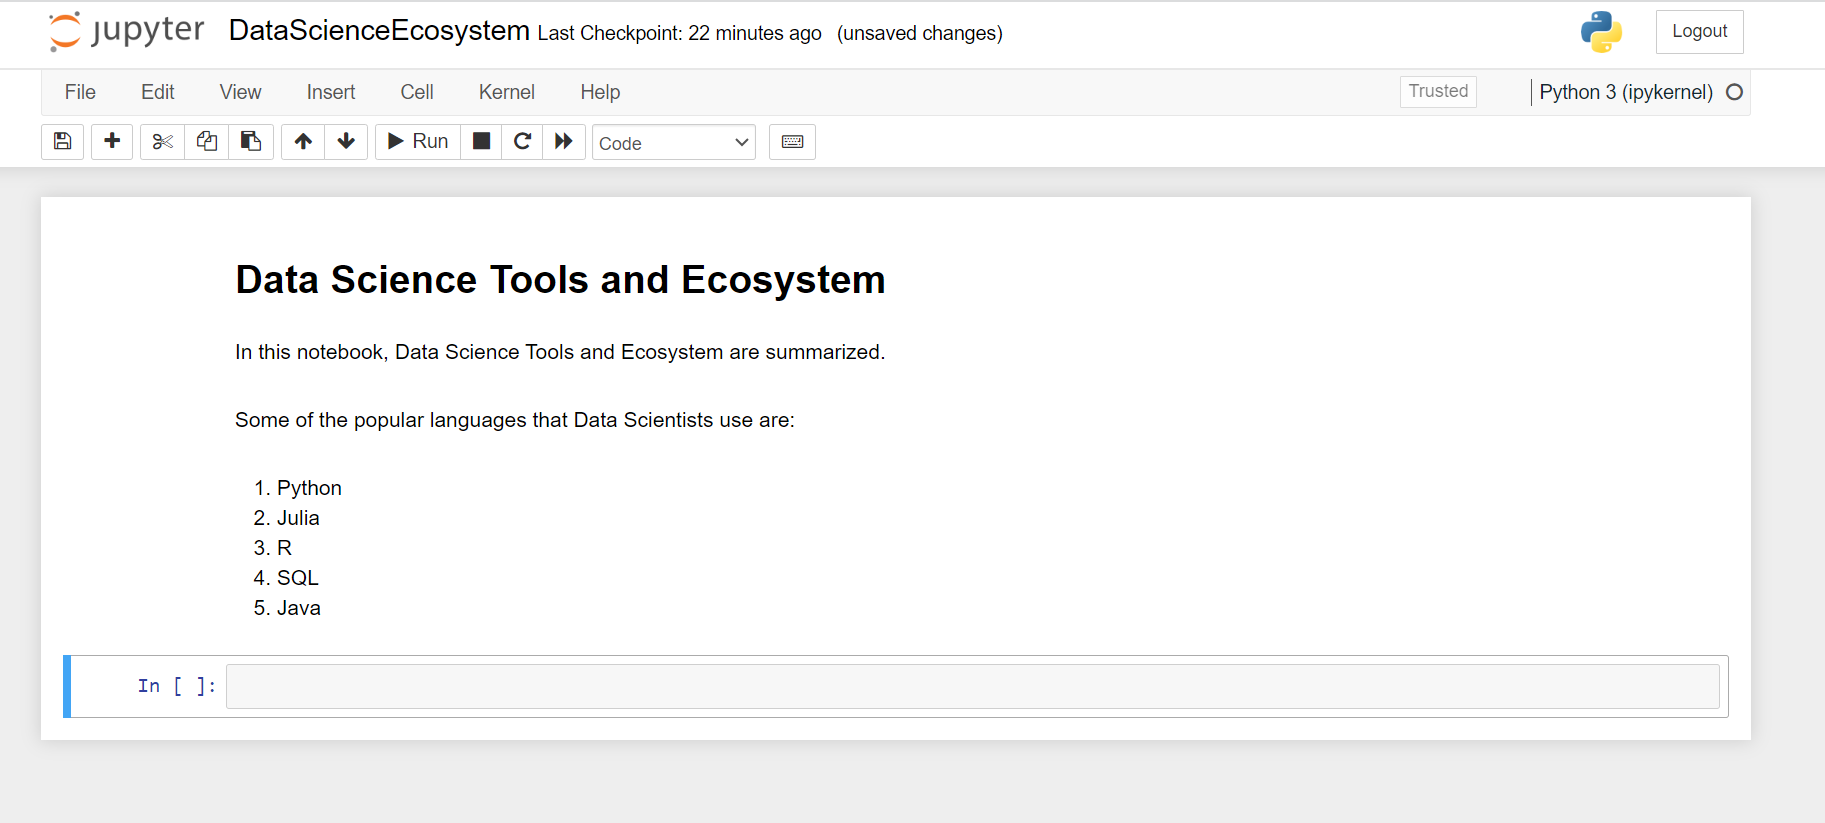 jupyter DataScienceEcosystem Last Checkpoint: 22 minutes ago (unsaved changes) Logout
File Edit View Insert Cell Kernel Help Trusted Python 3 (ipykernel)
Run Code
Data Science Tools and Ecosystem
In this notebook, Data Science Tools and Ecosystem are summarized.
Some of the popular languages that Data Scientists use are:
1. Python
2. Julia
3. R
4. SQL
5. Java
In [ ]: